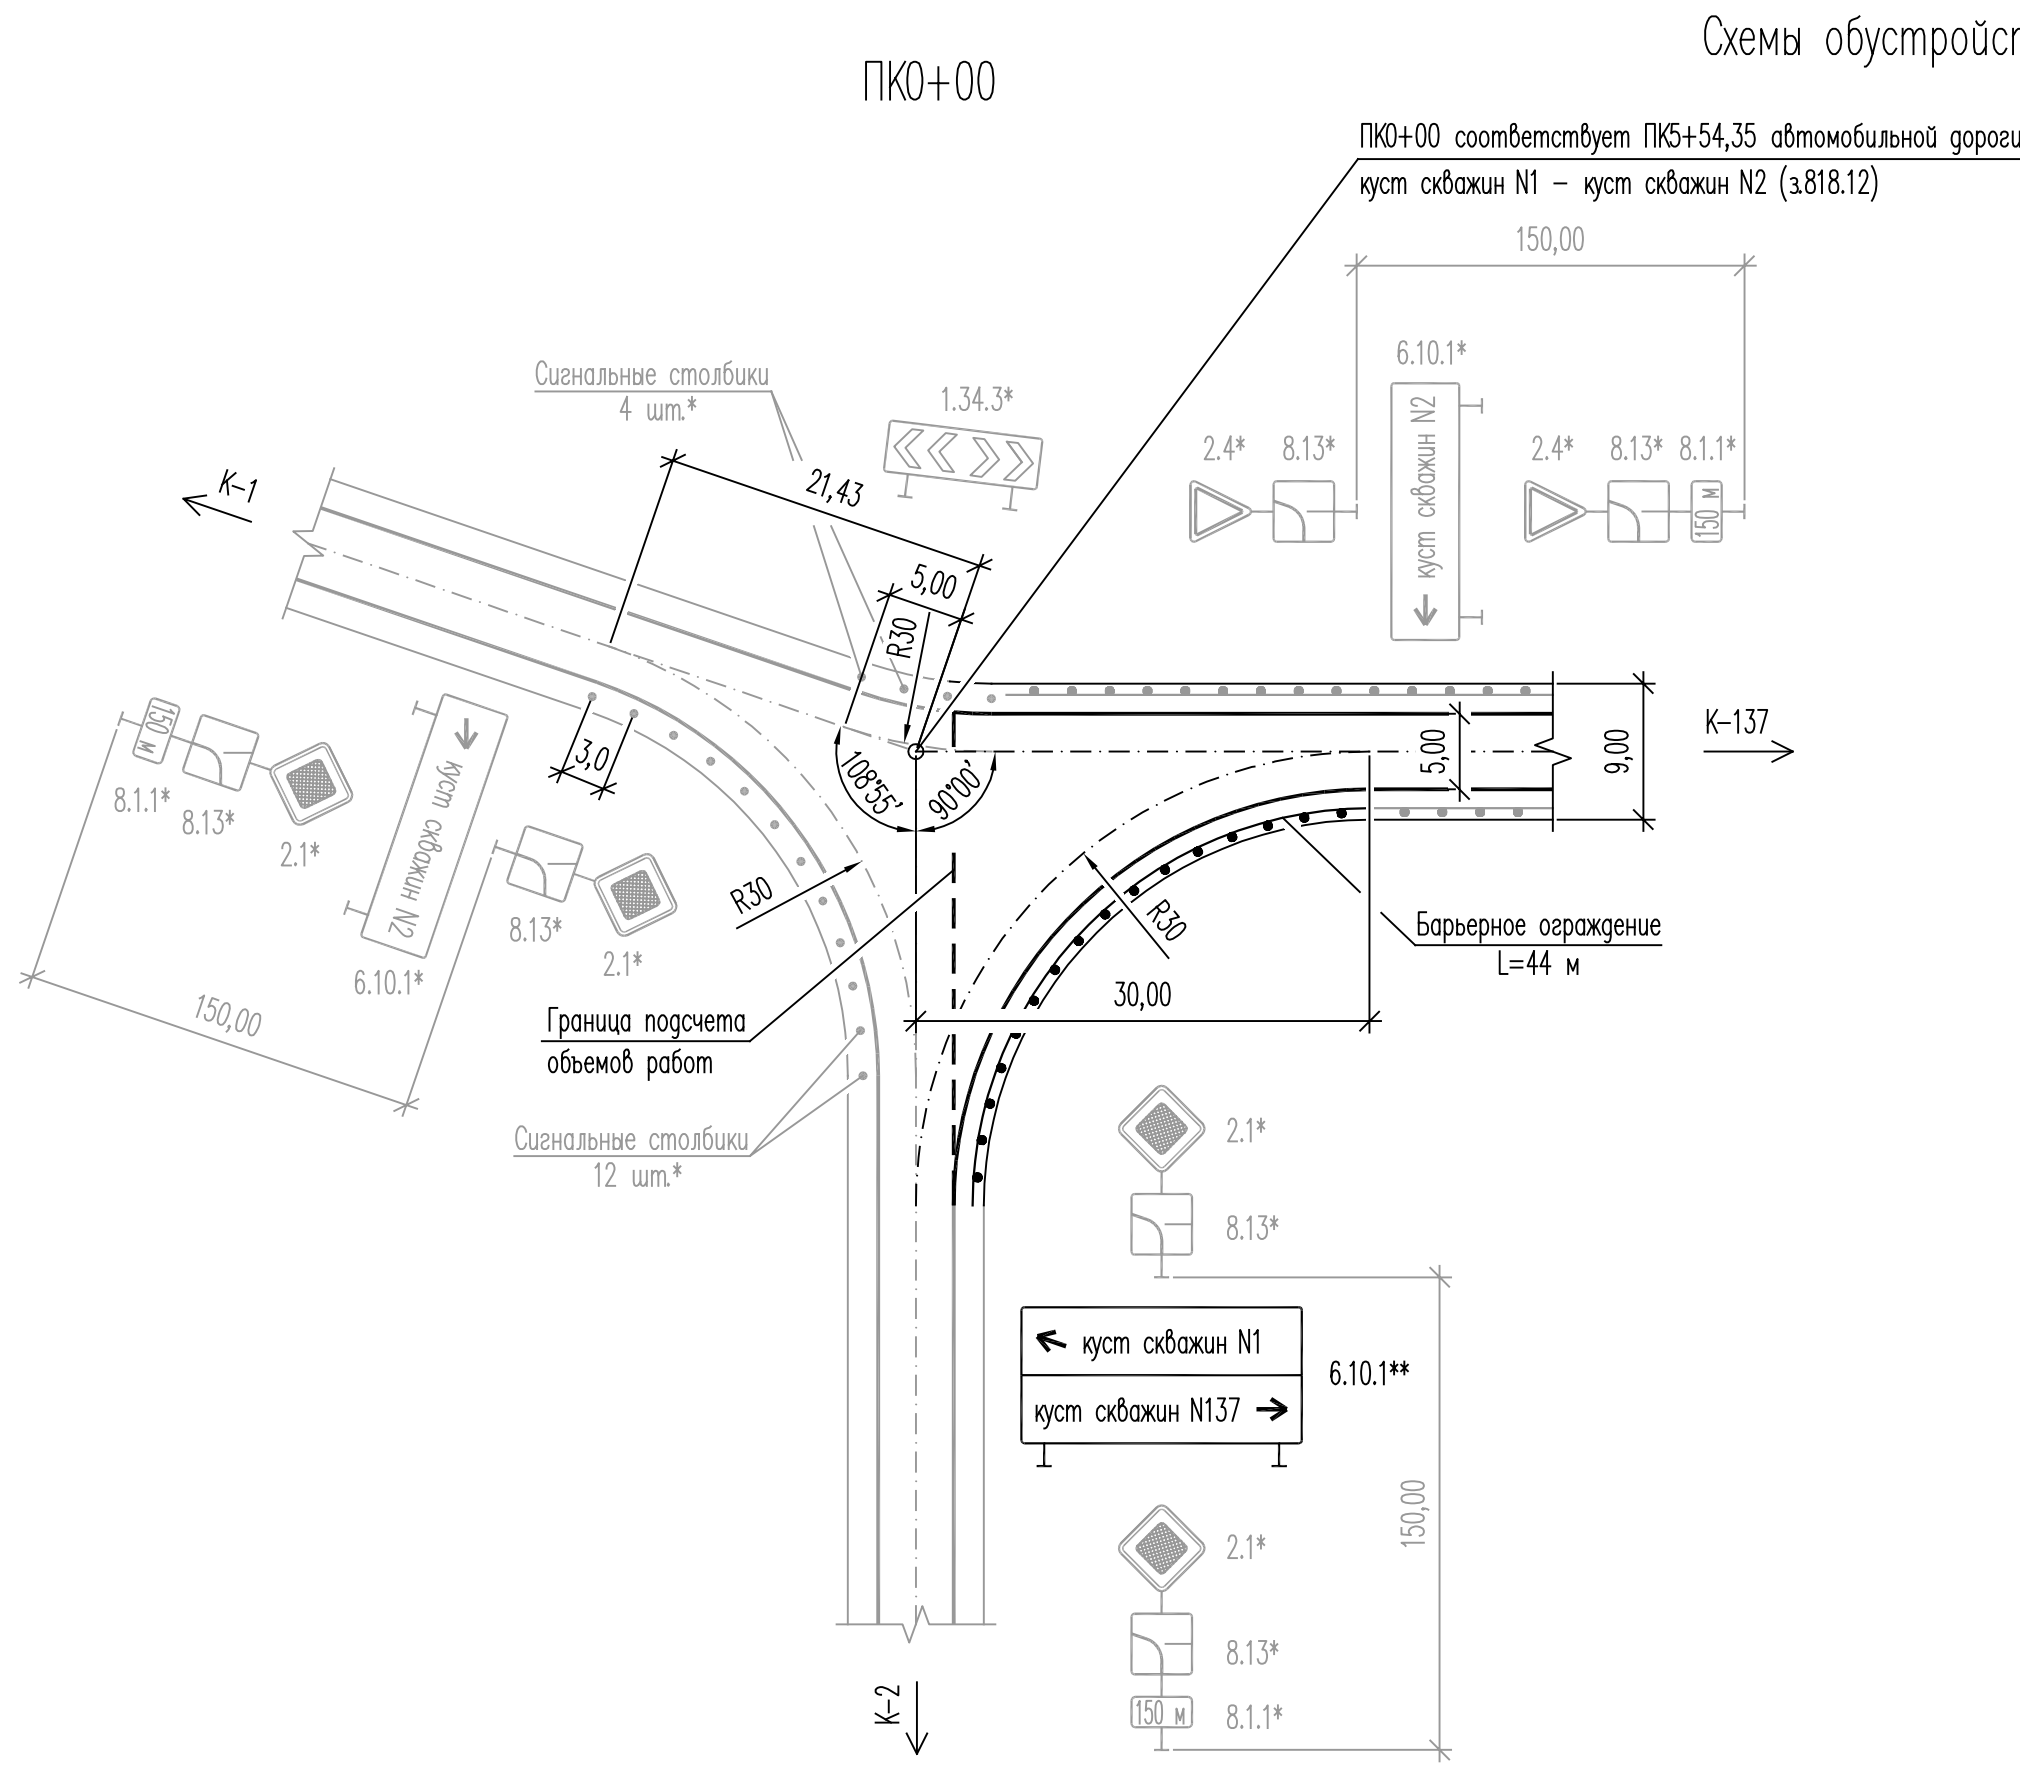 Схемы обустройст
ПК0+00
ПК0+00 соответствует ПК5+54,35 автомобильной дороги
куст скважин N1 – куст скважин N2 (з.818.12)
150,00
6.10.1*
куст скважин N2
2.4*
8.13*
2.4*
8.13*
8.1.1*
150 м
Сигнальные столбики
4 шт.*
1.34.3*
К-1
21,43
5,00
R30
К-137
5,00
9,00
108°55'
90°00'
3,0
150 м
8.1.1*
8.13*
2.1*
куст скважин N2
6.10.1*
8.13*
2.1*
150,00
R30
R30
Барьерное ограждение
L=44 м
30,00
Граница подсчета
объемов работ
Сигнальные столбики
12 шт.*
2.1*
8.13*
куст скважин N1
куст скважин N137
6.10.1**
150,00
2.1*
8.13*
150 м
8.1.1*
К-2